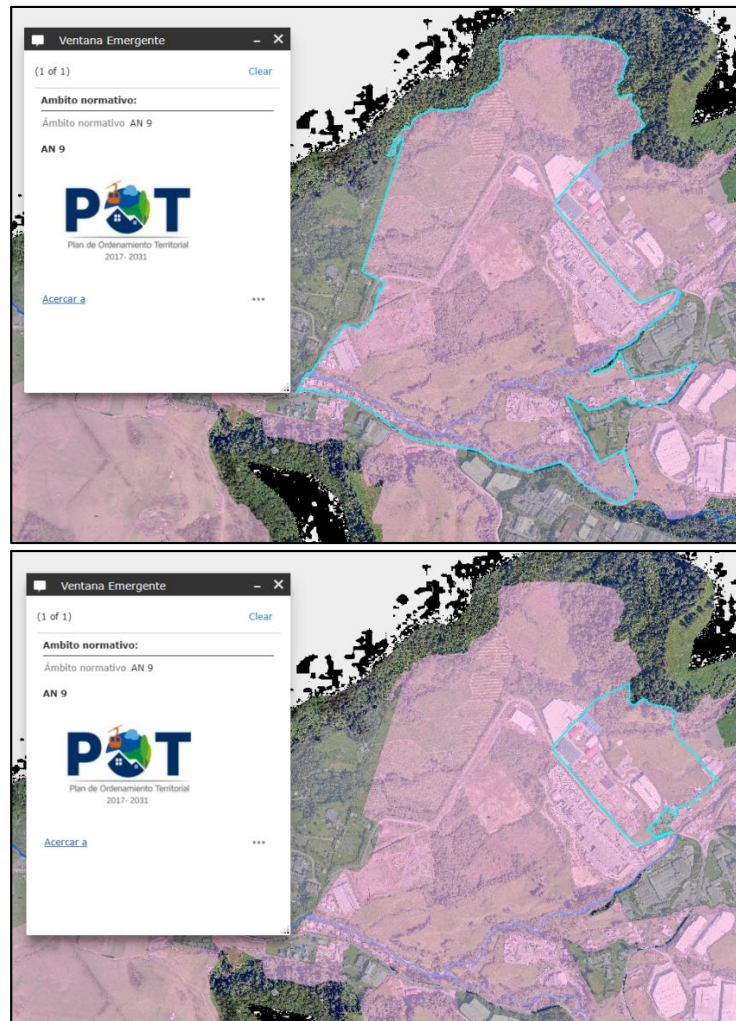 Ventana Emergente
(1 of 1) Clear
Ambito normativo:
Ámbito normativo AN 9
AN 9
POT
Plan de Ordenamiento Territorial
2017- 2031
Acercar a
Ventana Emergente
(1 of 1) Clear
Ambito normativo:
Ámbito normativo AN 9
AN 9
POT
Plan de Ordenamiento Territorial
2017- 2031
Acercar a